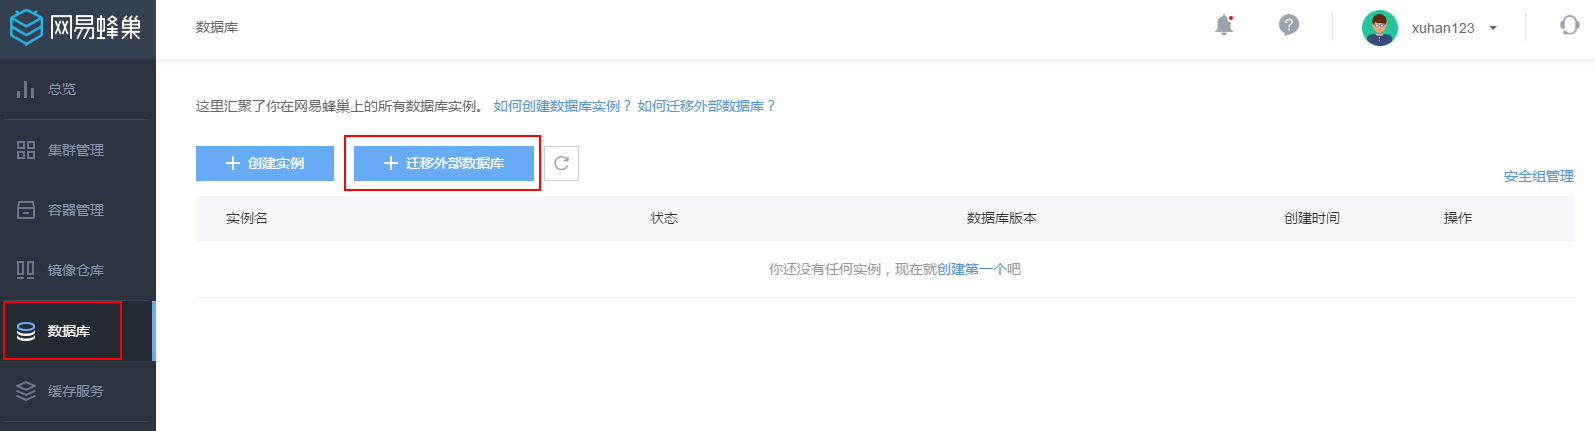 网易蜂巢
数据库
xuhan123
总览
集群管理
容器管理
镜像仓库
数据库
缓存服务
这里汇聚了你在网易蜂巢上的所有数据库实例。 如何创建数据库实例？ 如何迁移外部数据库？
创建实例 迁移外部数据库
安全组管理
实例名 状态 数据库版本 创建时间 操作
你还没有任何实例，现在就创建第一个吧